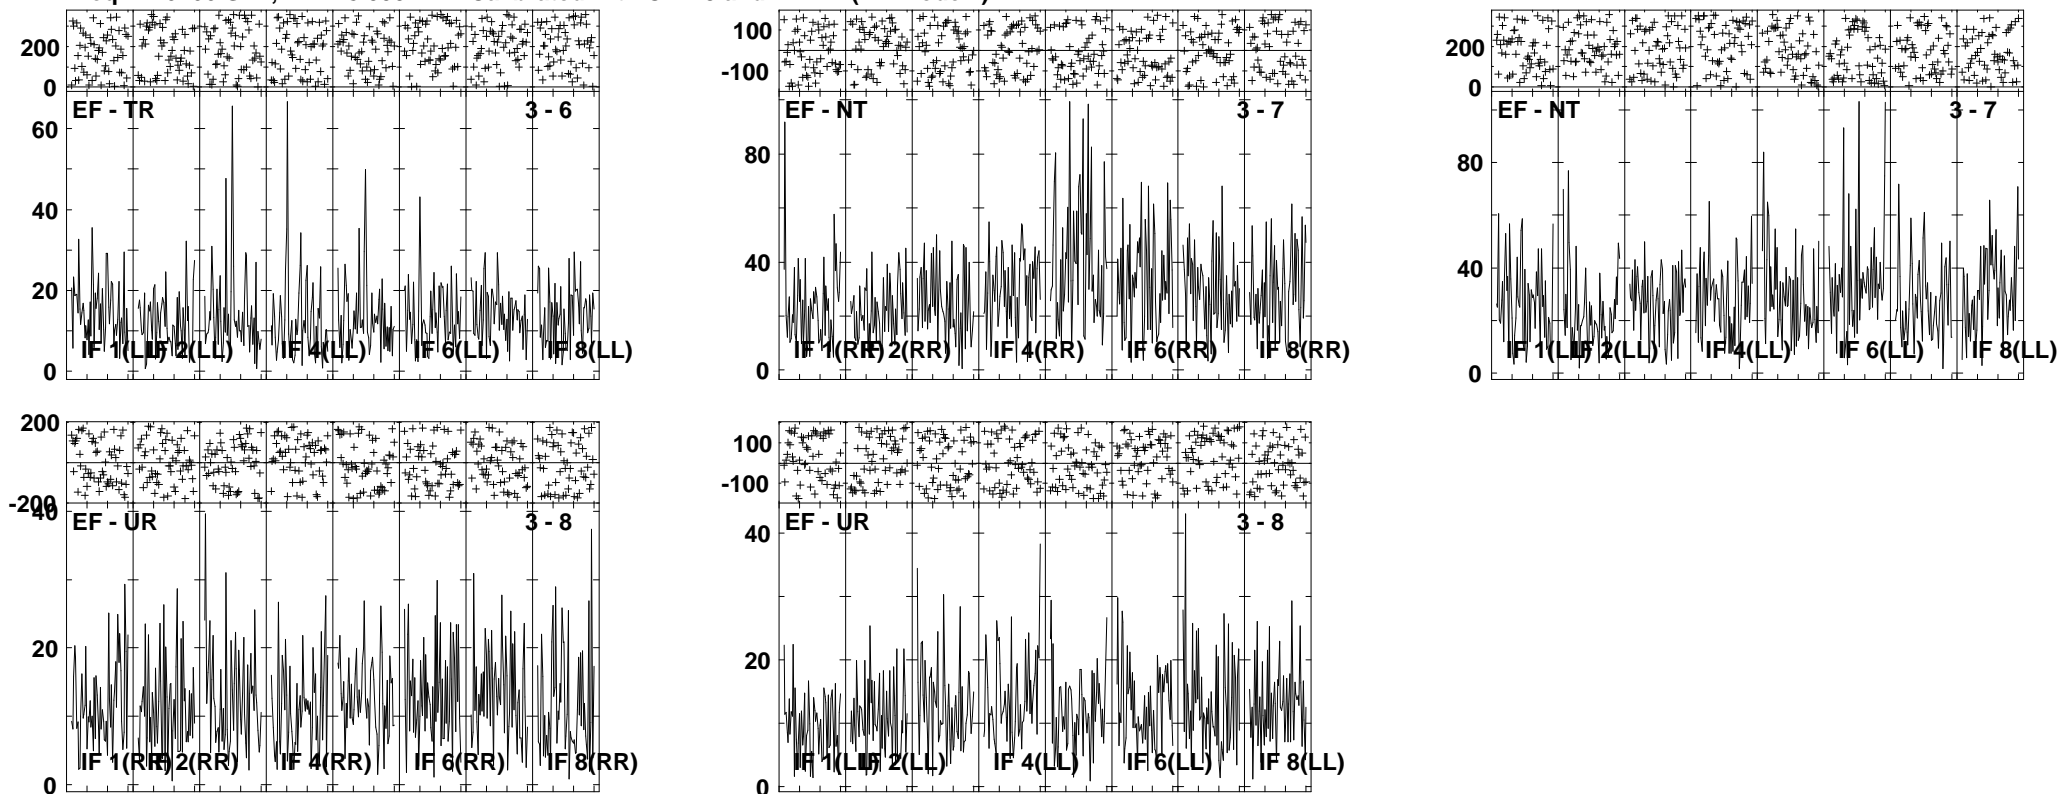 200
0
EF - TR
3 - 6
60
40
20
0
IF 1(LL)
IF 2(LL)
IF 4(LL)
IF 6(LL)
IF 8(LL)
100
-100
EF - NT
3 - 7
80
40
0
IF 1(RR)
IF 2(RR)
IF 4(RR)
IF 6(RR)
IF 8(RR)
200
0
EF - NT
3 - 7
80
40
0
IF 1(LL)
IF 2(LL)
IF 4(LL)
IF 6(LL)
IF 8(LL)
200
-200
EF - UR
3 - 8
40
20
0
IF 1(RR)
IF 2(RR)
IF 4(RR)
IF 6(RR)
IF 8(RR)
100
-100
EF - UR
3 - 8
40
20
0
IF 1(LL)
IF 2(LL)
IF 4(LL)
IF 6(LL)
IF 8(LL)